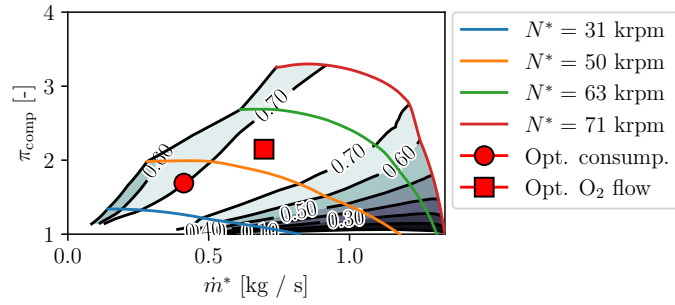 4
3
2
1
π_comp [-]
0.0
0.5
1.0
ṁ* [kg / s]
0.60
0.70
0.70
0.60
0.50
0.40
0.30
N* = 31 krpm
N* = 50 krpm
N* = 63 krpm
N* = 71 krpm
Opt. consump.
Opt. O₂ flow